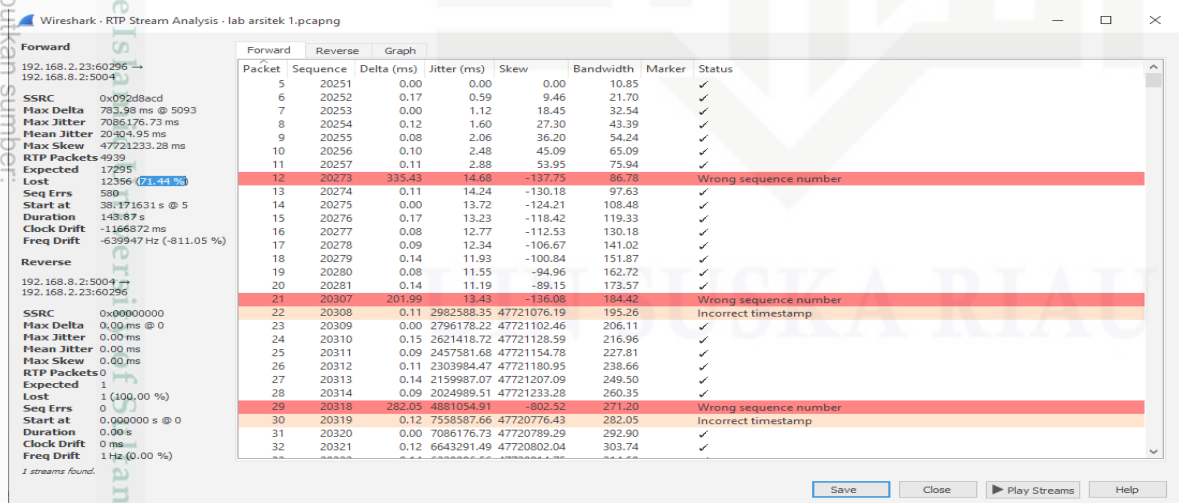 Wireshark · RTP Stream Analysis · lab arsitek 1.pcapng
Forward
192.168.2.23:60296 →
192.168.8.2:5004
SSRC 0x092d8acd
Max Delta 783.98 ms @ 5093
Max Jitter 7086176.73 ms
Mean Jitter 20404.95 ms
Max Skew 47721233.28 ms
RTP Packets 4939
Expected 17295
Lost 12356 (71.44 %)
Seq Errs 580
Start at 38.171631 s @ 5
Duration 143.87 s
Clock Drift -1166872 ms
Freq Drift -639947 Hz (-811.05 %)
Reverse
192.168.8.2:5004 →
192.168.2.23:60296
SSRC 0x00000000
Max Delta 0.00 ms @ 0
Max Jitter 0.00 ms
Mean Jitter 0.00 ms
Max Skew 0.00 ms
RTP Packets 0
Expected 1
Lost 1 (100.00 %)
Seq Errs 0
Start at 0.000000 s @ 0
Duration 0.00 s
Clock Drift 0 ms
Freq Drift 1 Hz (0.00 %)
1 streams found.
Forward Reverse Graph
Packet Sequence Delta (ms) Jitter (ms) Skew Bandwidth Marker Status
5 20251 0.00 0.00 0.00 10.85 ✓
6 20252 0.17 0.59 9.46 21.70 ✓
7 20253 0.00 1.12 18.45 32.54 ✓
8 20254 0.12 1.60 27.30 43.39 ✓
9 20255 0.08 2.06 36.20 54.24 ✓
10 20256 0.10 2.48 45.09 65.09 ✓
11 20257 0.11 2.88 53.95 75.94 ✓
12 20273 335.43 14.68 -137.75 86.78 Wrong sequence number
13 20274 0.11 14.24 -130.18 97.63 ✓
14 20275 0.00 13.72 -124.21 108.48 ✓
15 20276 0.17 13.23 -118.42 119.33 ✓
16 20277 0.08 12.77 -112.53 130.18 ✓
17 20278 0.09 12.34 -106.67 141.02 ✓
18 20279 0.14 11.93 -100.84 151.87 ✓
19 20280 0.08 11.55 -94.96 162.72 ✓
20 20281 0.14 11.19 -89.15 173.57 ✓
21 20307 201.99 13.43 -136.08 184.42 Wrong sequence number
22 20308 0.11 2982588.35 47721076.19 195.26 Incorrect timestamp
23 20309 0.00 2796178.22 47721102.46 206.11 ✓
24 20310 0.15 2621418.72 47721128.59 216.96 ✓
25 20311 0.09 2457581.68 47721154.78 227.81 ✓
26 20312 0.11 2303984.47 47721180.95 238.66 ✓
27 20313 0.14 2159987.07 47721207.09 249.50 ✓
28 20314 0.09 2024989.51 47721233.28 260.35 ✓
29 20318 282.05 4881054.91 -802.52 271.20 Wrong sequence number
30 20319 0.12 7558587.66 47720776.43 282.05 Incorrect timestamp
31 20320 0.00 7086176.73 47720789.29 292.90 ✓
32 20321 0.12 6643291.49 47720802.04 303.74 ✓
Save Close Play Streams Help
UIN SUSKA RIAU